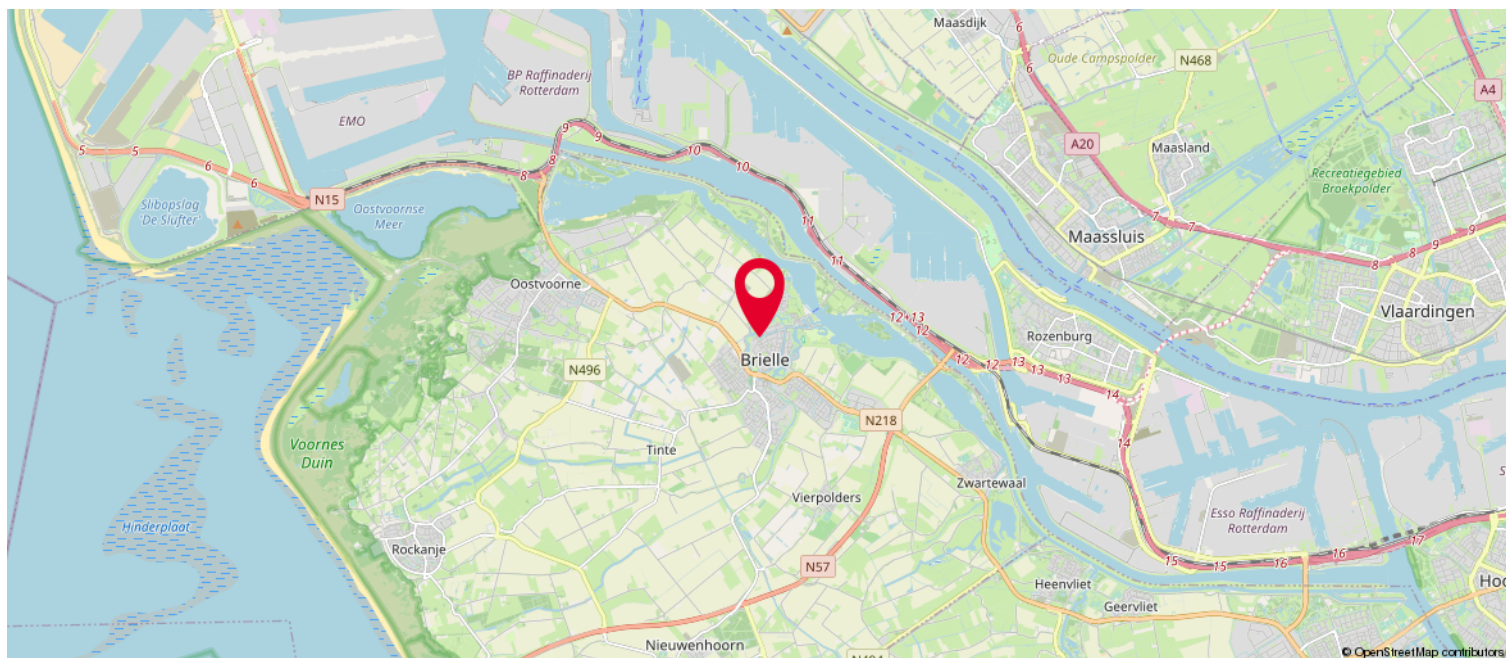 Maasdijk
6
6
Oude Campspolder
N468
A4
BP Raffinaderij
Rotterdam
EMO
9
9
10
10
A20
Maasland
5
5
6
6
8
8
N15
Slibopslag
'De Slufter'
Oostvoornse
Meer
Recreatiegebied
Broekpolder
7
7
8
8
9
9
11
11
Maassluis
Oostvoorne
Vlaardingen
12+13
12
12
12
13
13
14
14
Rozenburg
Brielle
N496
N218
Voornes
Duin
Tinte
Zwartewaal
Vierpolders
Hinderplaat
Rockanje
Esso Raffinaderij
Rotterdam
15
15
16
16
17
N57
Heenvliet
Geervliet
Hoo
Nieuwenhoorn
© OpenStreetMap contributors